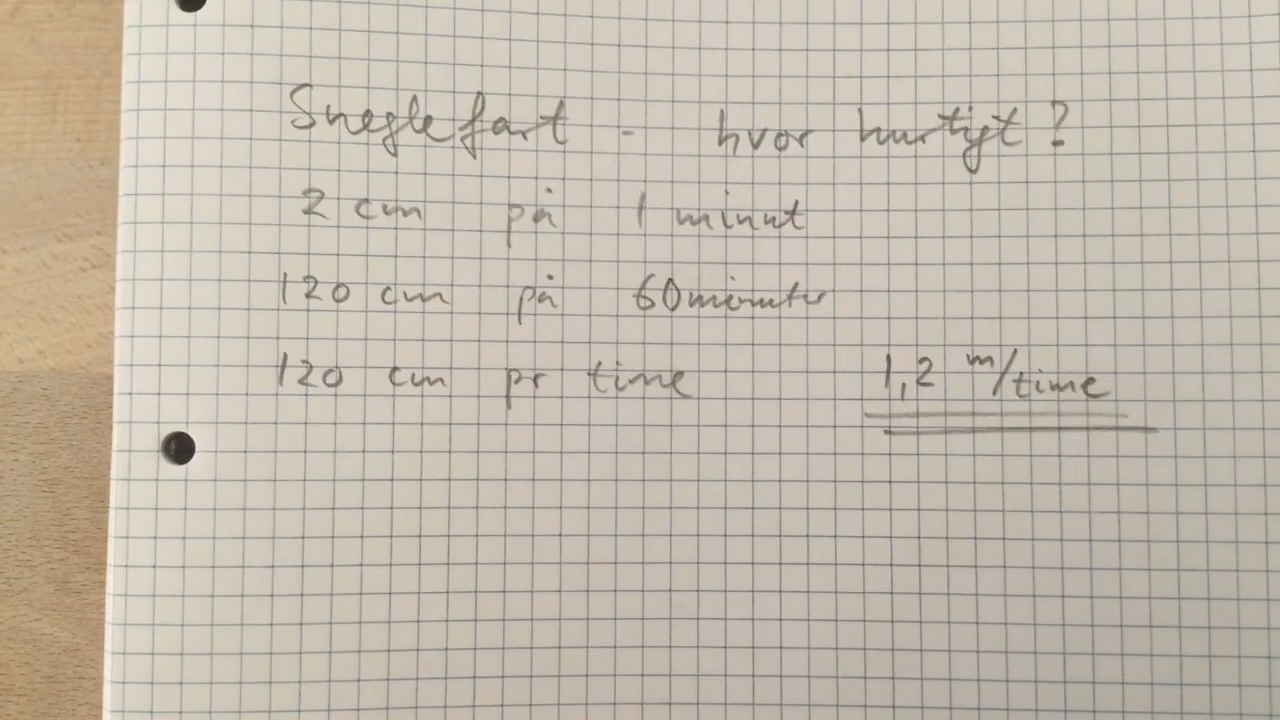 Sneglefart - hvor hurtigt?
2 cm på 1 minut
120 cm på 60 minutter
120 cm pr time 1,2 m/time